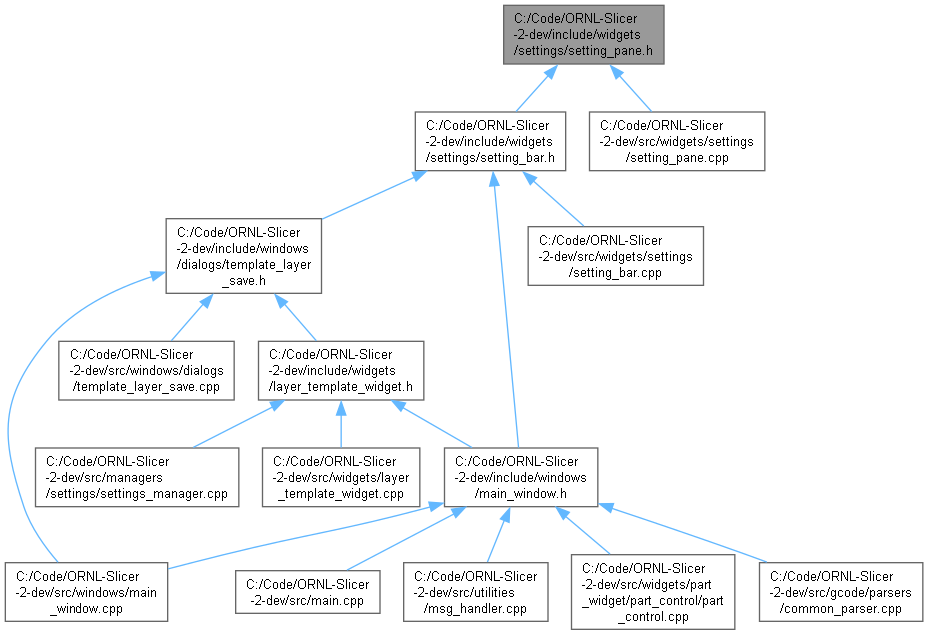 C:/Code/ORNL-Slicer
-2-dev/include/widgets
/settings/setting_pane.h
C:/Code/ORNL-Slicer
-2-dev/include/widgets
/settings/setting_bar.h
C:/Code/ORNL-Slicer
-2-dev/src/widgets/settings
/setting_pane.cpp
C:/Code/ORNL-Slicer
-2-dev/include/windows
/dialogs/template_layer
_save.h
C:/Code/ORNL-Slicer
-2-dev/src/widgets/settings
/setting_bar.cpp
C:/Code/ORNL-Slicer
-2-dev/src/windows/dialogs
/template_layer_save.cpp
C:/Code/ORNL-Slicer
-2-dev/include/widgets
/layer_template_widget.h
C:/Code/ORNL-Slicer
-2-dev/src/managers
/settings/settings_manager.cpp
C:/Code/ORNL-Slicer
-2-dev/src/widgets/layer
_template_widget.cpp
C:/Code/ORNL-Slicer
-2-dev/include/windows
/main_window.h
C:/Code/ORNL-Slicer
-2-dev/src/windows/main
_window.cpp
C:/Code/ORNL-Slicer
-2-dev/src/main.cpp
C:/Code/ORNL-Slicer
-2-dev/src/utilities
/msg_handler.cpp
C:/Code/ORNL-Slicer
-2-dev/src/widgets/part
_widget/part_control/part
_control.cpp
C:/Code/ORNL-Slicer
-2-dev/src/gcode/parsers
/common_parser.cpp